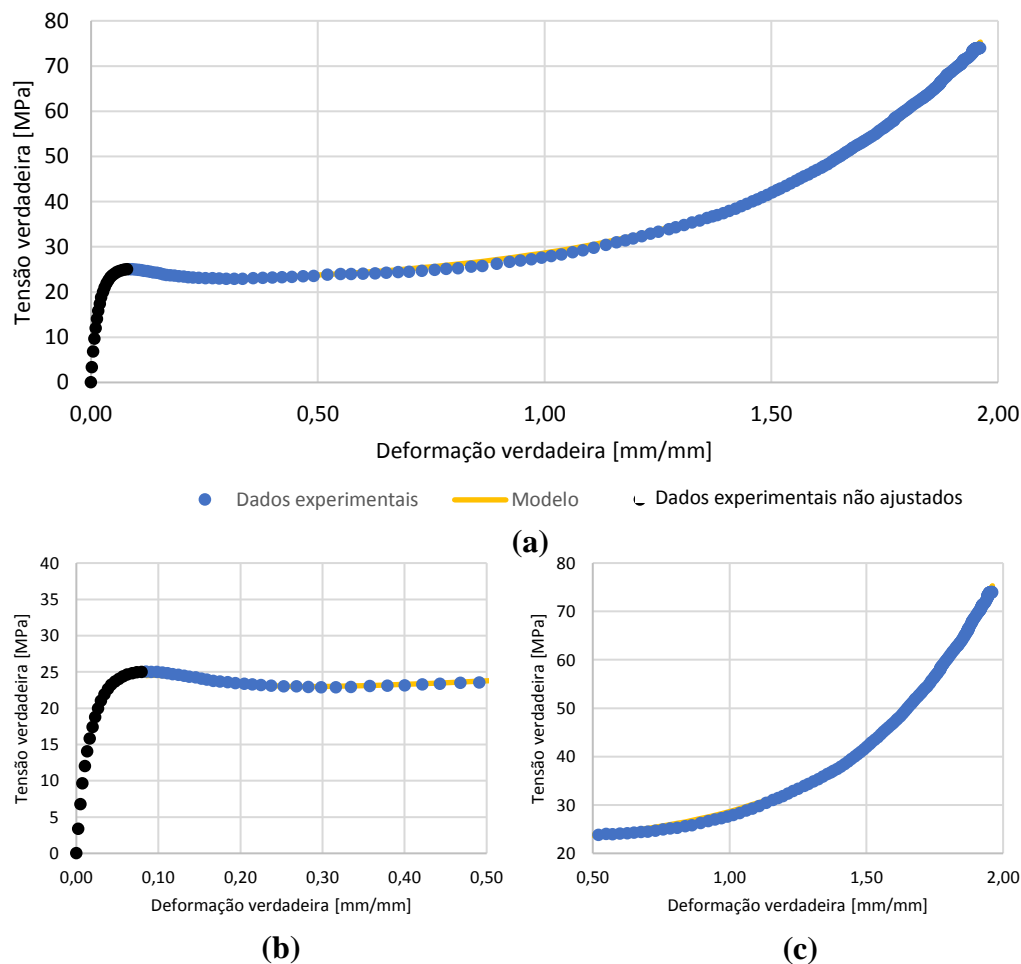 80
70
60
50
40
30
20
10
0
Tensão verdadeira [MPa]
0,00 0,50 1,00 1,50 2,00
Deformação verdadeira [mm/mm]
Dados experimentais Modelo Dados experimentais não ajustados
(a)
40
35
30
25
20
15
10
5
0
Tensão verdadeira [MPa]
0,00 0,10 0,20 0,30 0,40 0,50
Deformação verdadeira [mm/mm]
(b)
80
70
60
50
40
30
20
Tensão verdadeira [MPa]
0,50 1,00 1,50 2,00
Deformação verdadeira [mm/mm]
(c)